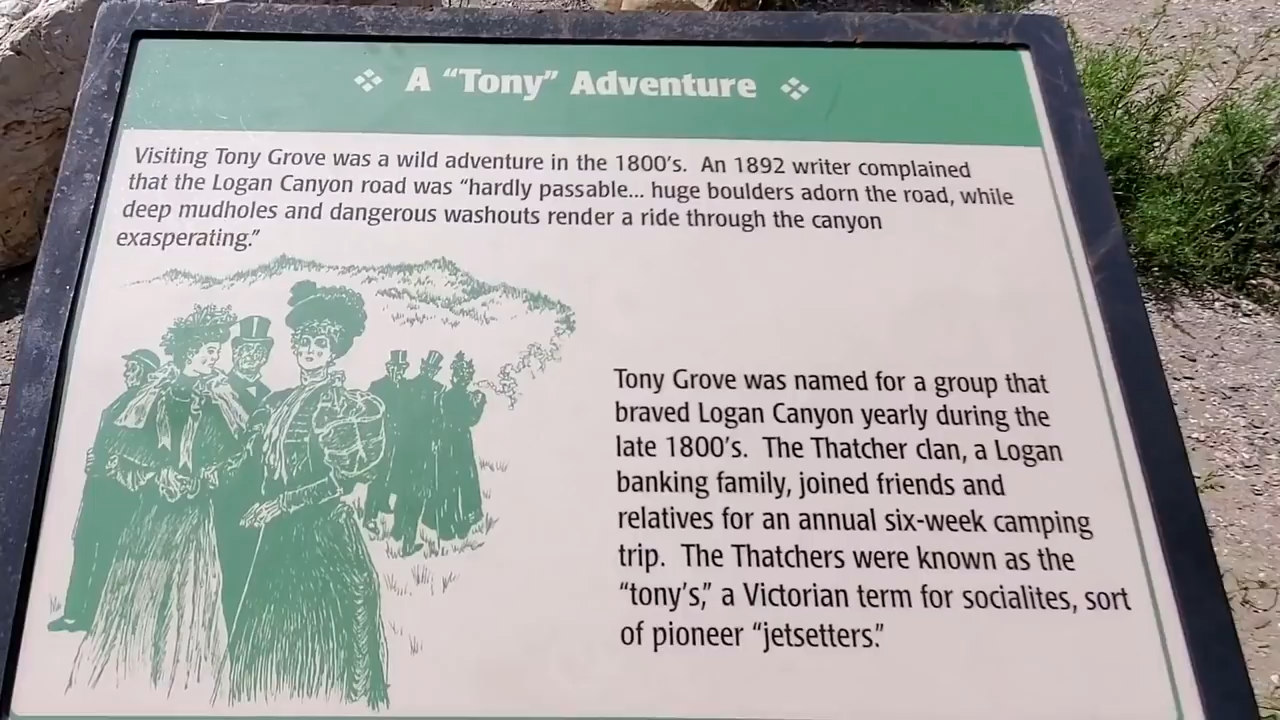 A “Tony” Adventure
Visiting Tony Grove was a wild adventure in the 1800's. An 1892 writer complained
that the Logan Canyon road was “hardly passable... huge boulders adorn the road, while
deep mudholes and dangerous washouts render a ride through the canyon
exasperating.”
Tony Grove was named for a group that
braved Logan Canyon yearly during the
late 1800's. The Thatcher clan, a Logan
banking family, joined friends and
relatives for an annual six-week camping
trip. The Thatchers were known as the
“tony's,” a Victorian term for socialites, sort
of pioneer “jetsetters.”